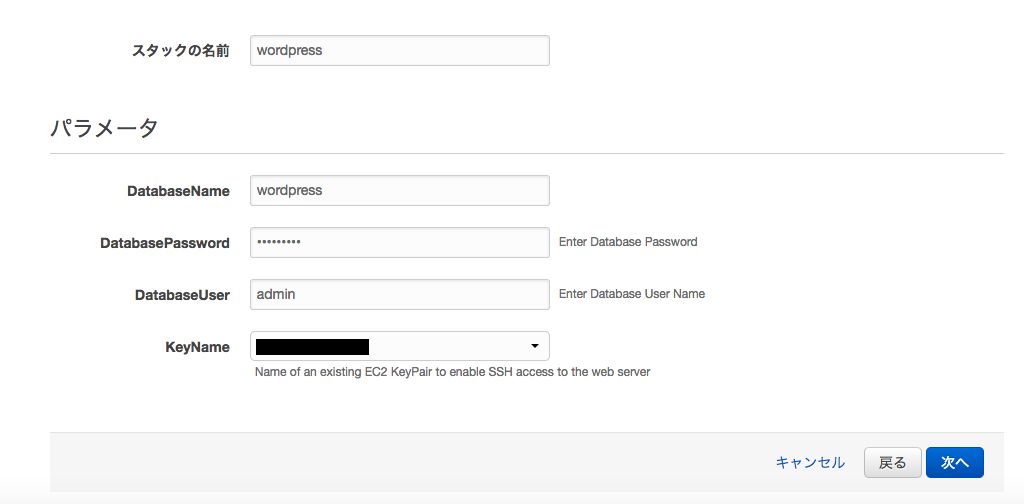 スタックの名前 wordpress
パラメータ
DatabaseName wordpress
DatabasePassword ••••••••• Enter Database Password
DatabaseUser admin Enter Database User Name
KeyName
Name of an existing EC2 KeyPair to enable SSH access to the web server
キャンセル 戻る 次へ